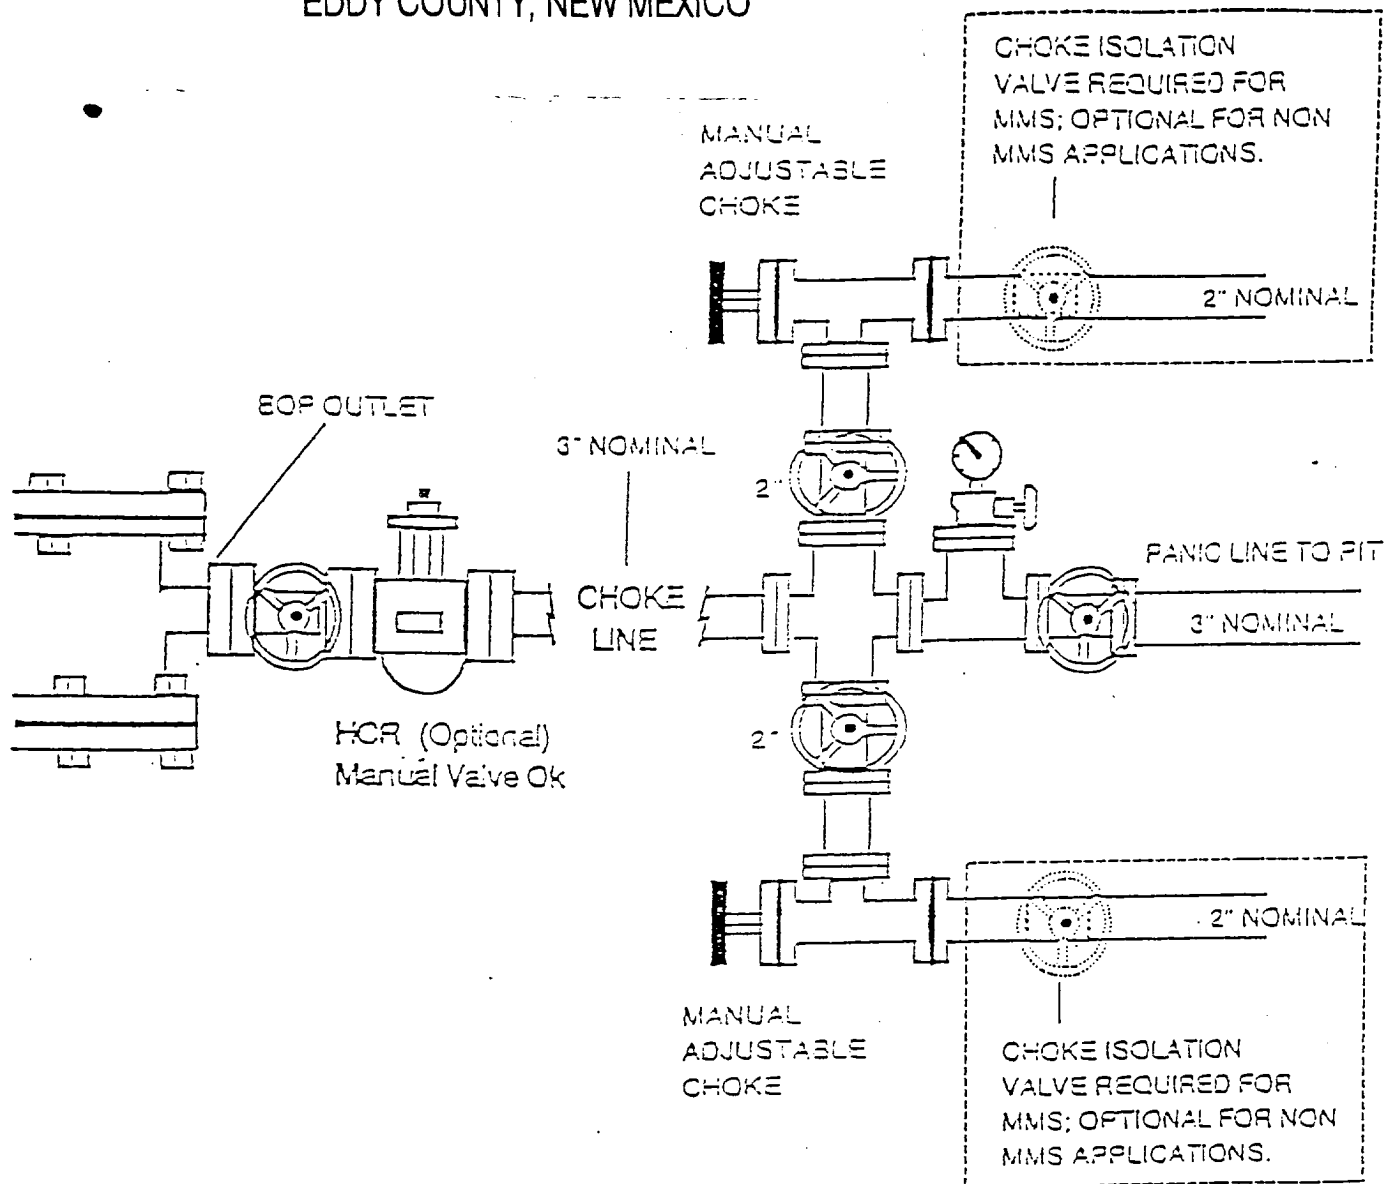 EDDY COUNTY, NEW MEXICO
CHOKE ISOLATION
VALVE REQUIRED FOR
MMS; OPTIONAL FOR NON
MMS APPLICATIONS.
MANUAL
ADJUSTABLE
CHOKE
2" NOMINAL
BOP OUTLET
3" NOMINAL
2"
PANIC LINE TO PIT
CHOKE
LINE
3" NOMINAL
HCR (Optional)
Manual Valve Ok
2"
2" NOMINAL
MANUAL
ADJUSTABLE
CHOKE
CHOKE ISOLATION
VALVE REQUIRED FOR
MMS; OPTIONAL FOR NON
MMS APPLICATIONS.